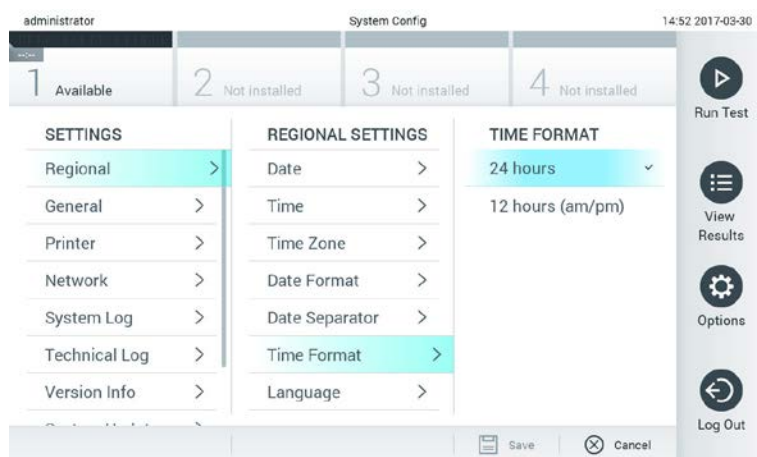 administrator System Config 14:52 2017-03-30
--:--
1 Available 2 Not installed 3 Not installed 4 Not installed
Run Test
SETTINGS REGIONAL SETTINGS TIME FORMAT
Regional > Date > 24 hours
General > Time > 12 hours (am/pm)
View
Results
Printer > Time Zone >
Network > Date Format >
System Log > Date Separator > Options
Technical Log > Time Format >
Version Info > Language >
Log Out
Save Cancel